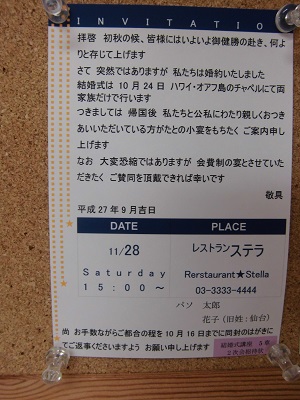 INVITATION
拝啓 初秋の候、皆様にはいよいよ御健勝の赴き、何よ
りと存じて上げます
さて 突然ではありますが 私たちは婚約いたしました
結婚式は 10 月 24 日 ハワイ・オアフ島のチャペルにて両
家族だけで行います
つきましては 帰国後 私たちと公私にわたり親しくおつき
あいいただいている方がたとの小宴をもちたく ご案内申し
上げます
なお 大変恐縮ではありますが 会費制の宴とさせていた
だきたく ご賛同を頂戴できれば幸いです
敬具
平成 27 年 9 月吉日
DATE PLACE
11/28 レストラン ステラ
Saturday Rerstaurant★Stella
15:00～ 03-3333-4444
パソ 太郎
花子（旧姓：仙台）
尚 お手数ながらご都合の程を 10 月 16 日までに同封のはがきに
てご返事くださいますよう お願い申し上げます
結婚式講座
２次会招待状